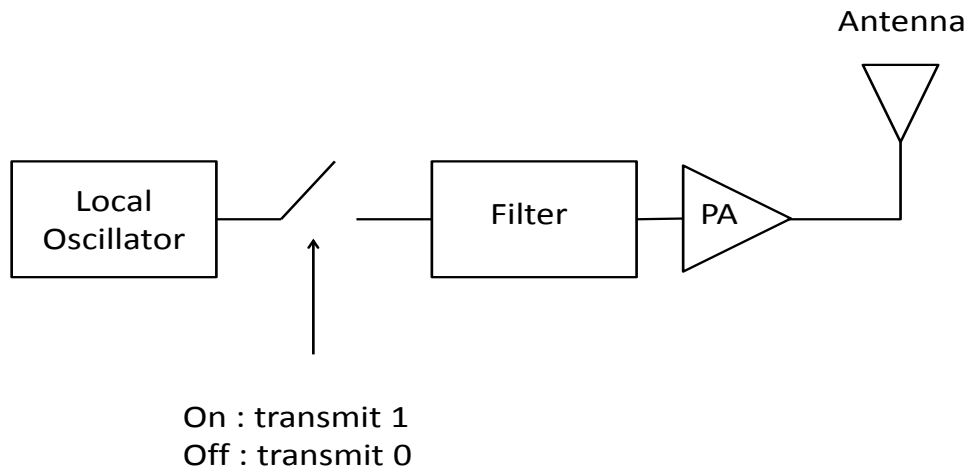 Antenna
Local
Oscillator
Filter
PA
On : transmit 1
Off : transmit 0